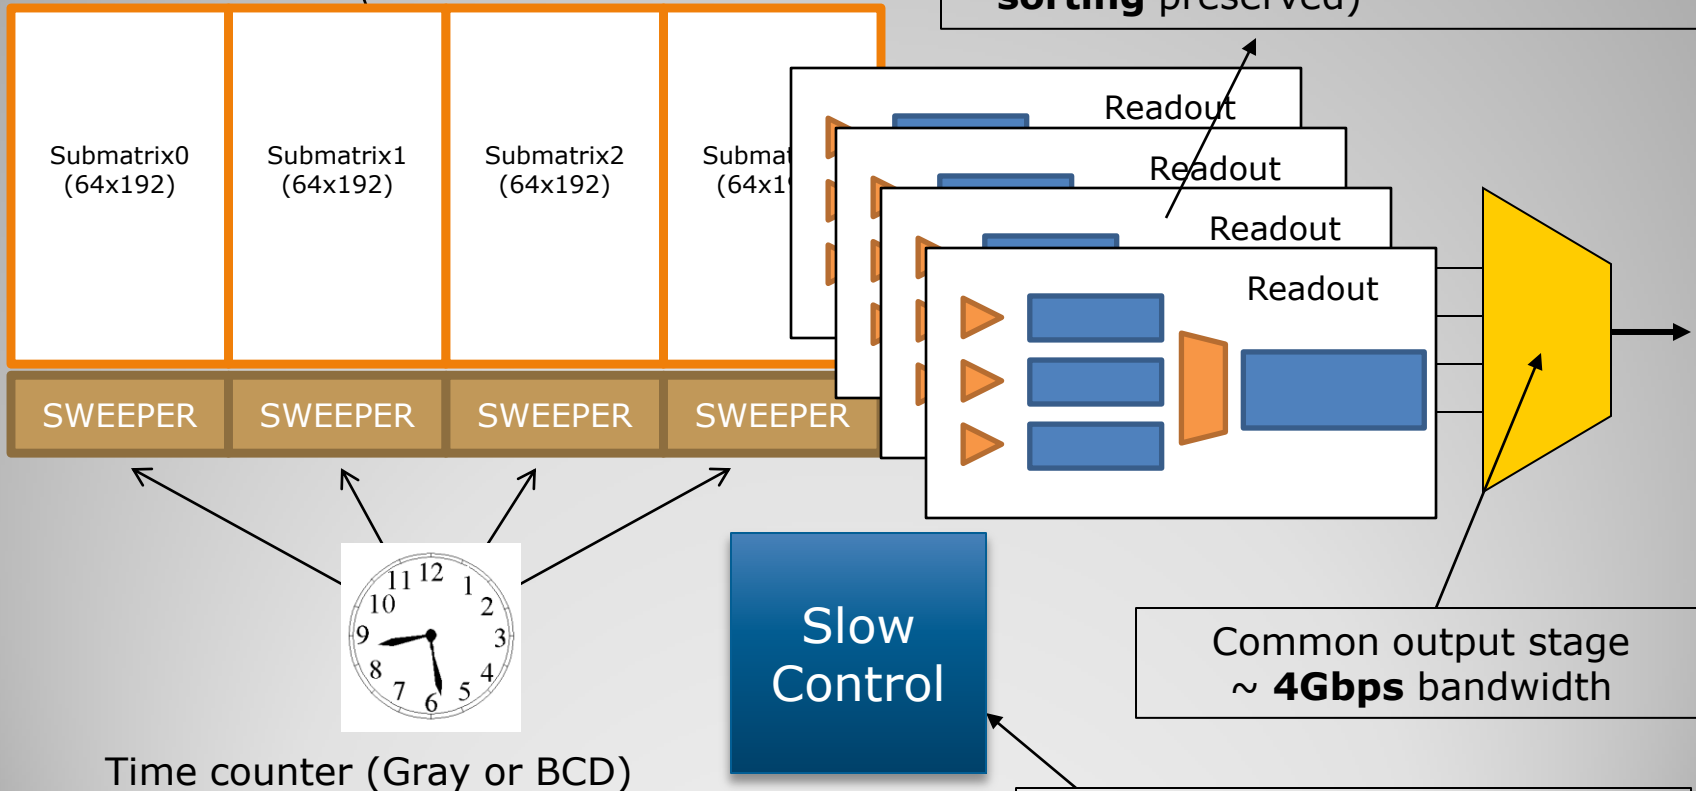 sorting preserved)
Readout
Readout
Readout
Readout
Submatrix0
(64x192)
Submatrix1
(64x192)
Submatrix2
(64x192)
Submat
(64x19
SWEEPER
SWEEPER
SWEEPER
SWEEPER
11 12 1
10 2
9 3
8 4
7 6 5
Slow
Control
Common output stage
~ 4Gbps bandwidth
Time counter (Gray or BCD)